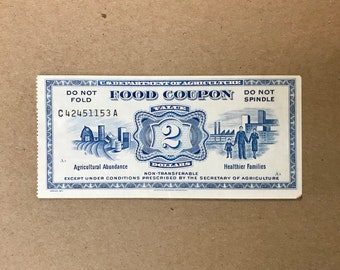 U.S. DEPARTMENT OF AGRICULTURE
DO NOT FOLD
FOOD COUPON
DO NOT SPINDLE
C42451153A
VALUE
2
DOLLARS
Agricultural Abundance
Healthier Families
NON-TRANSFERABLE
EXCEPT UNDER CONDITIONS PRESCRIBED BY THE SECRETARY OF AGRICULTURE